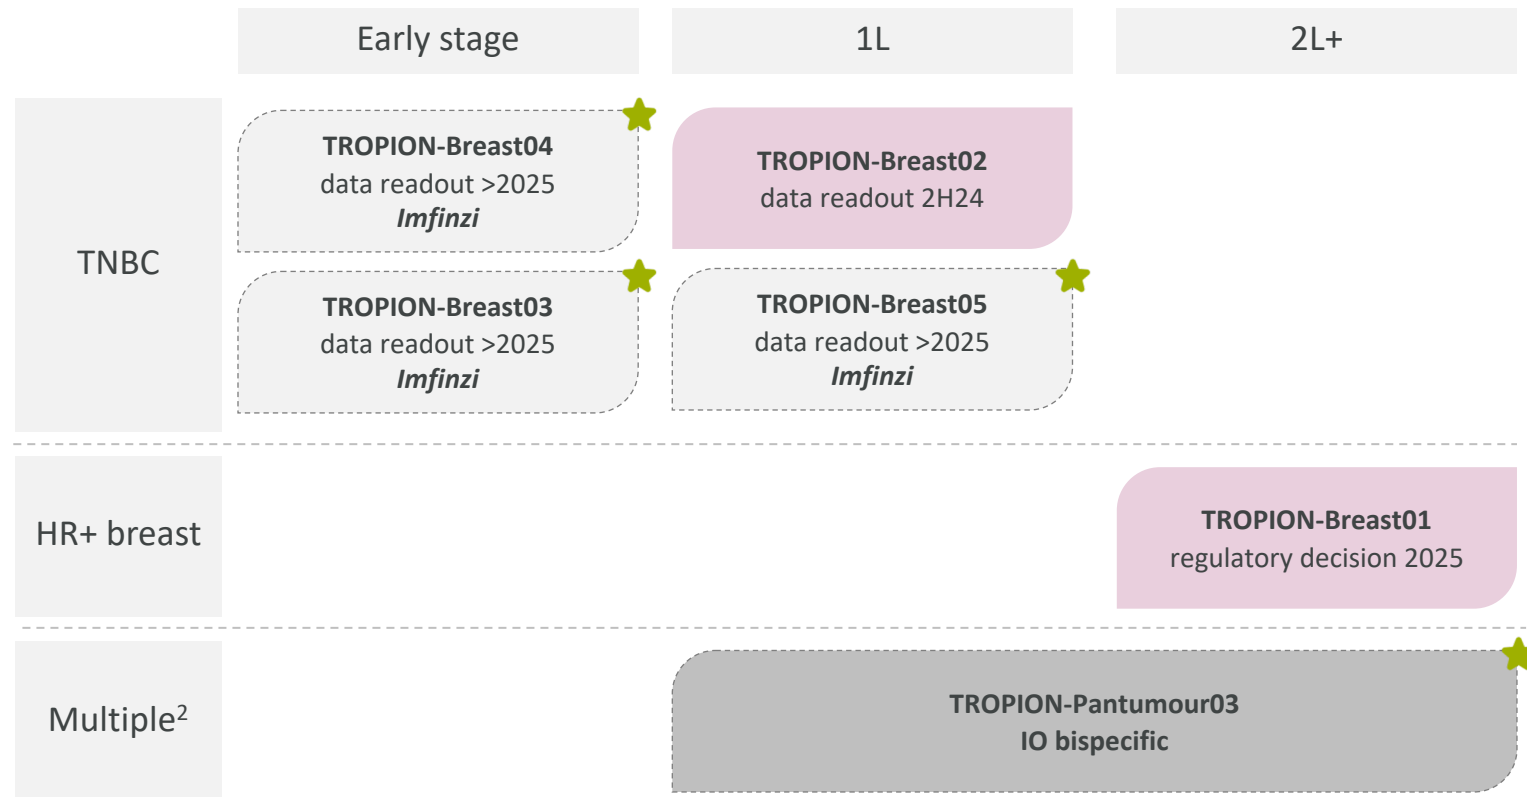 Early stage
1L
2L+
TNBC
TROPION-Breast04
data readout >2025
Imfinzi
TROPION-Breast02
data readout 2H24
TROPION-Breast03
data readout >2025
Imfinzi
TROPION-Breast05
data readout >2025
Imfinzi
HR+ breast
TROPION-Breast01
regulatory decision 2025
Multiple²
TROPION-Pantumour03
IO bispecific